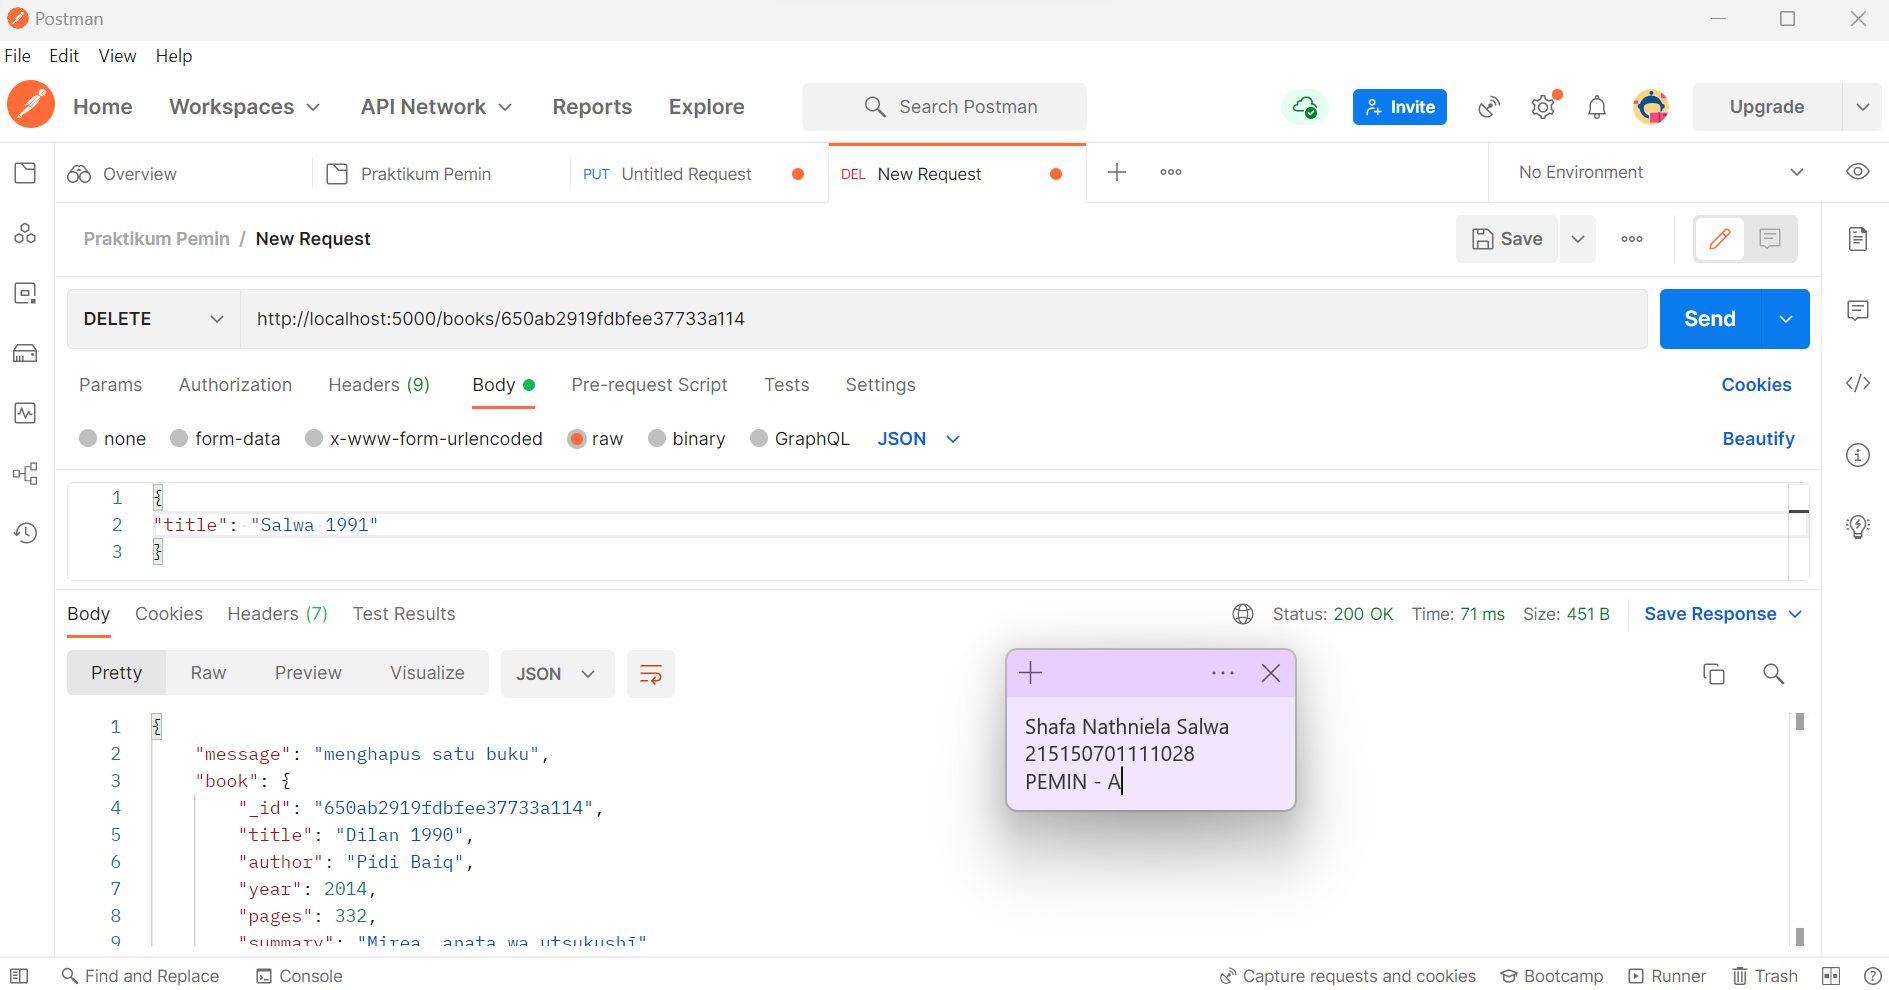 Postman
File Edit View Help
Home Workspaces API Network Reports Explore Search Postman Invite Upgrade
Overview Praktikum Pemin PUT Untitled Request DEL New Request No Environment
Praktikum Pemin / New Request Save
DELETE http://localhost:5000/books/650ab2919fdbfee37733a114 Send
Params Authorization Headers (9) Body Pre-request Script Tests Settings Cookies
none form-data x-www-form-urlencoded raw binary GraphQL JSON Beautify
1 {
2 "title": "Salwa 1991"
3 }
Body Cookies Headers (7) Test Results Status: 200 OK Time: 71 ms Size: 451 B Save Response
Pretty Raw Preview Visualize JSON
Shafa Nathniela Salwa
215150701111028
PEMIN - A
1 {
2 "message": "menghapus satu buku",
3 "book": {
4 "_id": "650ab2919fdbfee37733a114",
5 "title": "Dilan 1990",
6 "author": "Pidi Baiq",
7 "year": 2014,
8 "pages": 332,
9 "summary": "Mirea, anata wa utsukushī"
Find and Replace Console Capture requests and cookies Bootcamp Runner Trash